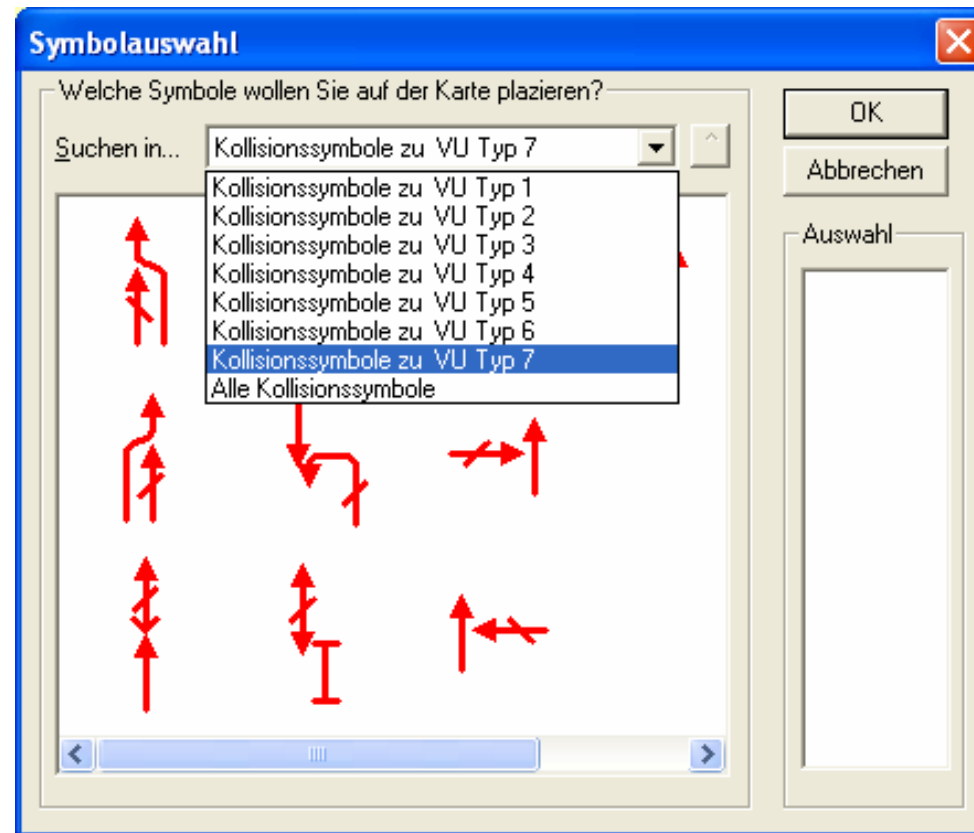 Symbolauswahl
Welche Symbole wollen Sie auf der Karte plazieren?
Suchen in...
Kollisionssymbole zu VU Typ 7
OK
Abbrechen
Kollisionssymbole zu VU Typ 1
Kollisionssymbole zu VU Typ 2
Kollisionssymbole zu VU Typ 3
Kollisionssymbole zu VU Typ 4
Kollisionssymbole zu VU Typ 5
Kollisionssymbole zu VU Typ 6
Kollisionssymbole zu VU Typ 7
Alle Kollisionssymbole
Auswahl